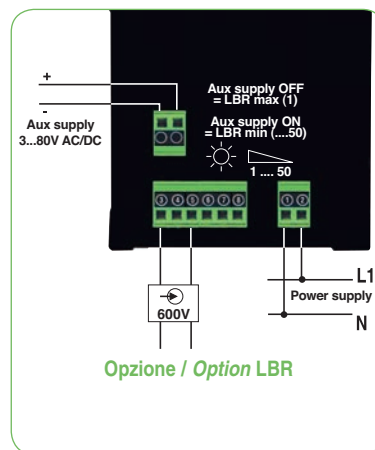 +
-
Aux supply
3...80V AC/DC
Aux supply OFF
= LBR max (1)
Aux supply ON
= LBR min (....50)
1 .... 50
3 4 5 6 7 8
1 2
600V
L1
Power supply
N
Opzione / Option LBR